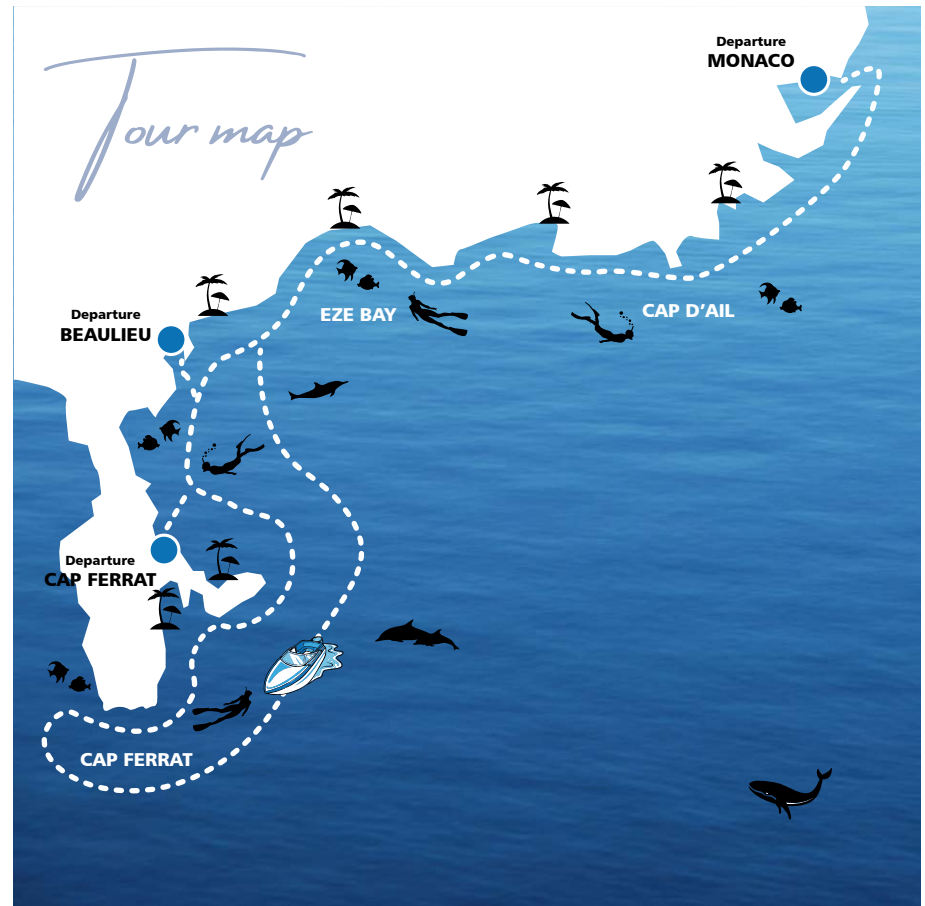 Tour map
Departure
MONACO
Departure
BEAULIEU
EZE BAY
CAP D’AIL
Departure
CAP FERRAT
CAP FERRAT